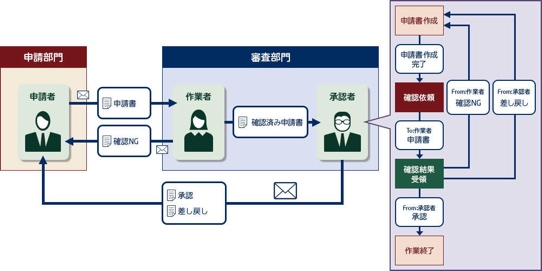 申請部門
審査部門
申請者
申請書
作業者
確認NG
確認済み申請書
承認者
承認
差し戻し
申請書作成
申請書作成
完了
確認依頼
To:作業者
申請書
確認結果
受領
From:承認者
承認
作業終了
From:作業者
確認NG
From:承認者
差し戻し